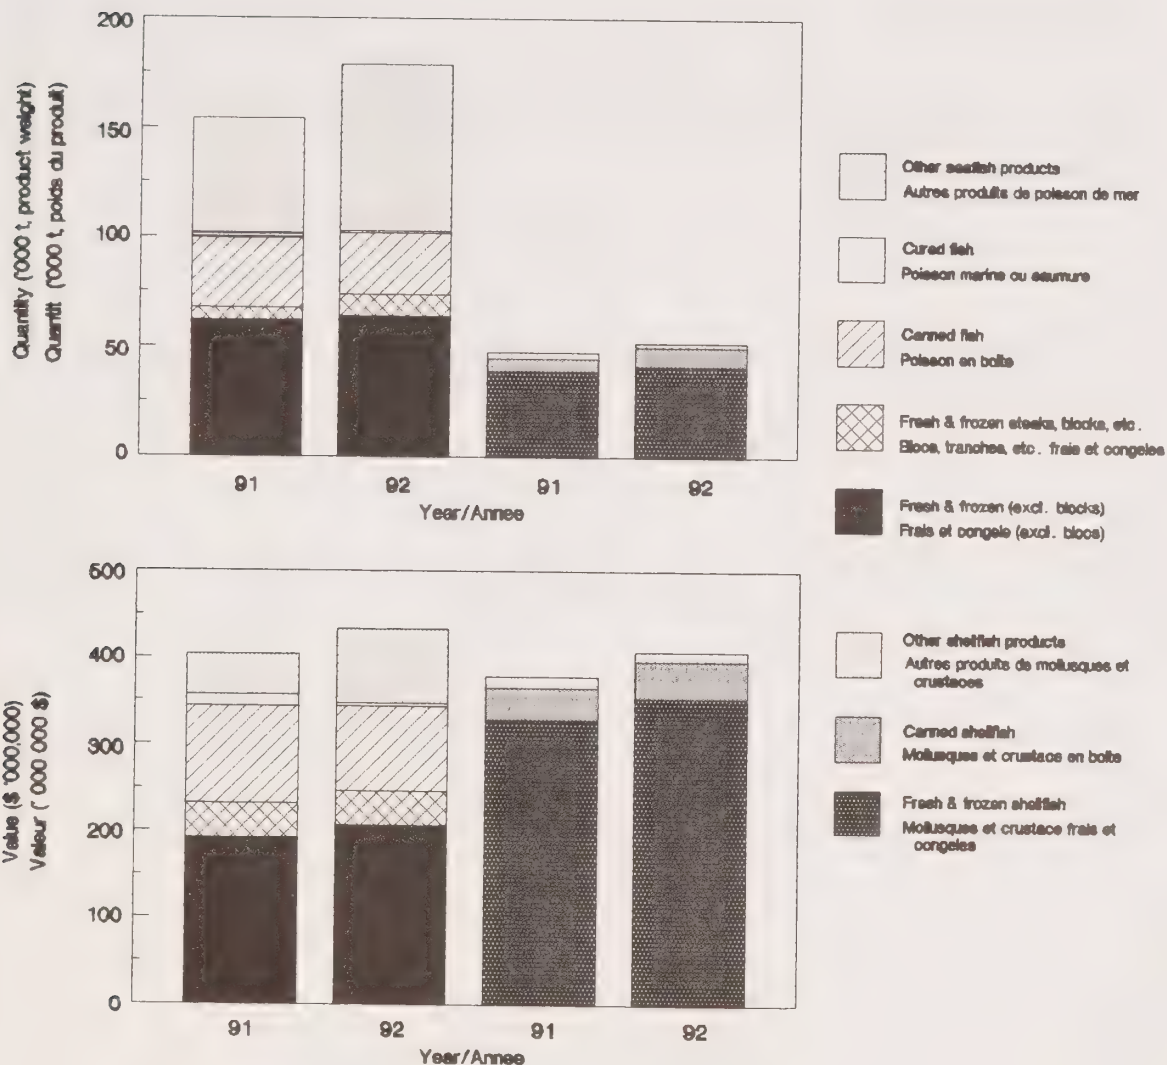 Quantity ('000 t, product weight)
Quantit ('000 t, poids du produit)
200
150
100
50
0
91
92
91
92
Year/Annee
Other seafish products
Autres produits de poisson de mer
Cured fish
Poisson marine ou saumure
Canned fish
Poisson en boite
Fresh & frozen steaks, blocks, etc.
Blocs, tranches, etc. frais et congeles
Fresh & frozen (excl. blocks)
Frais et congele (excl. blocs)
Value ($ '000,000)
Valeur (' 000 000 $)
500
400
300
200
100
0
91
92
91
92
Year/Annee
Other shellfish products
Autres produits de mollusques et
crustaces
Canned shellfish
Mollusques et crustace en boite
Fresh & frozen shellfish
Mollusques et crustace frais et
congeles